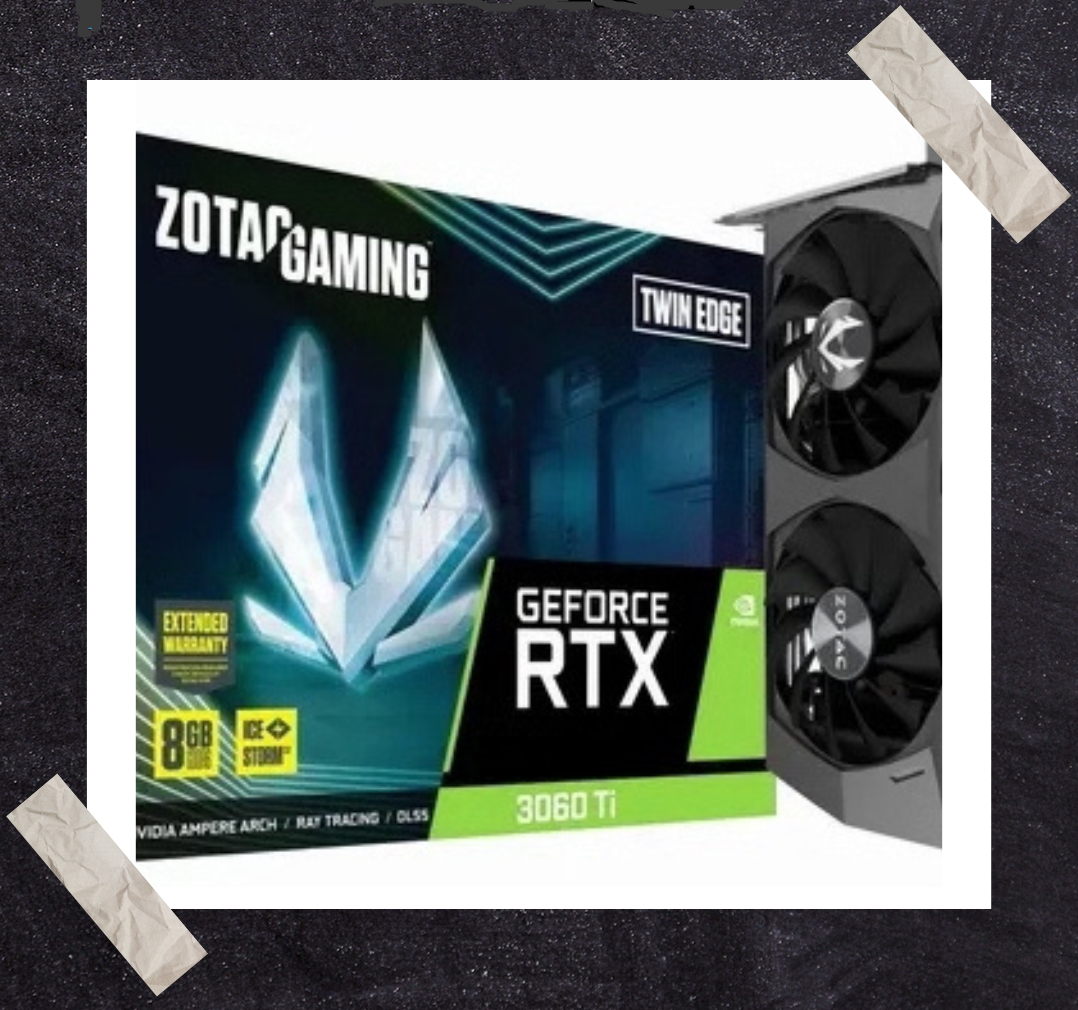 ZOTAC GAMING
TWIN EDGE
GEFORCE
RTX
3060 Ti
EXTENDED
WARRANTY
8GB
ICE
STORM
VIDIA AMPERE ARCH / RAY TRACING / DLSS
ZOTAC